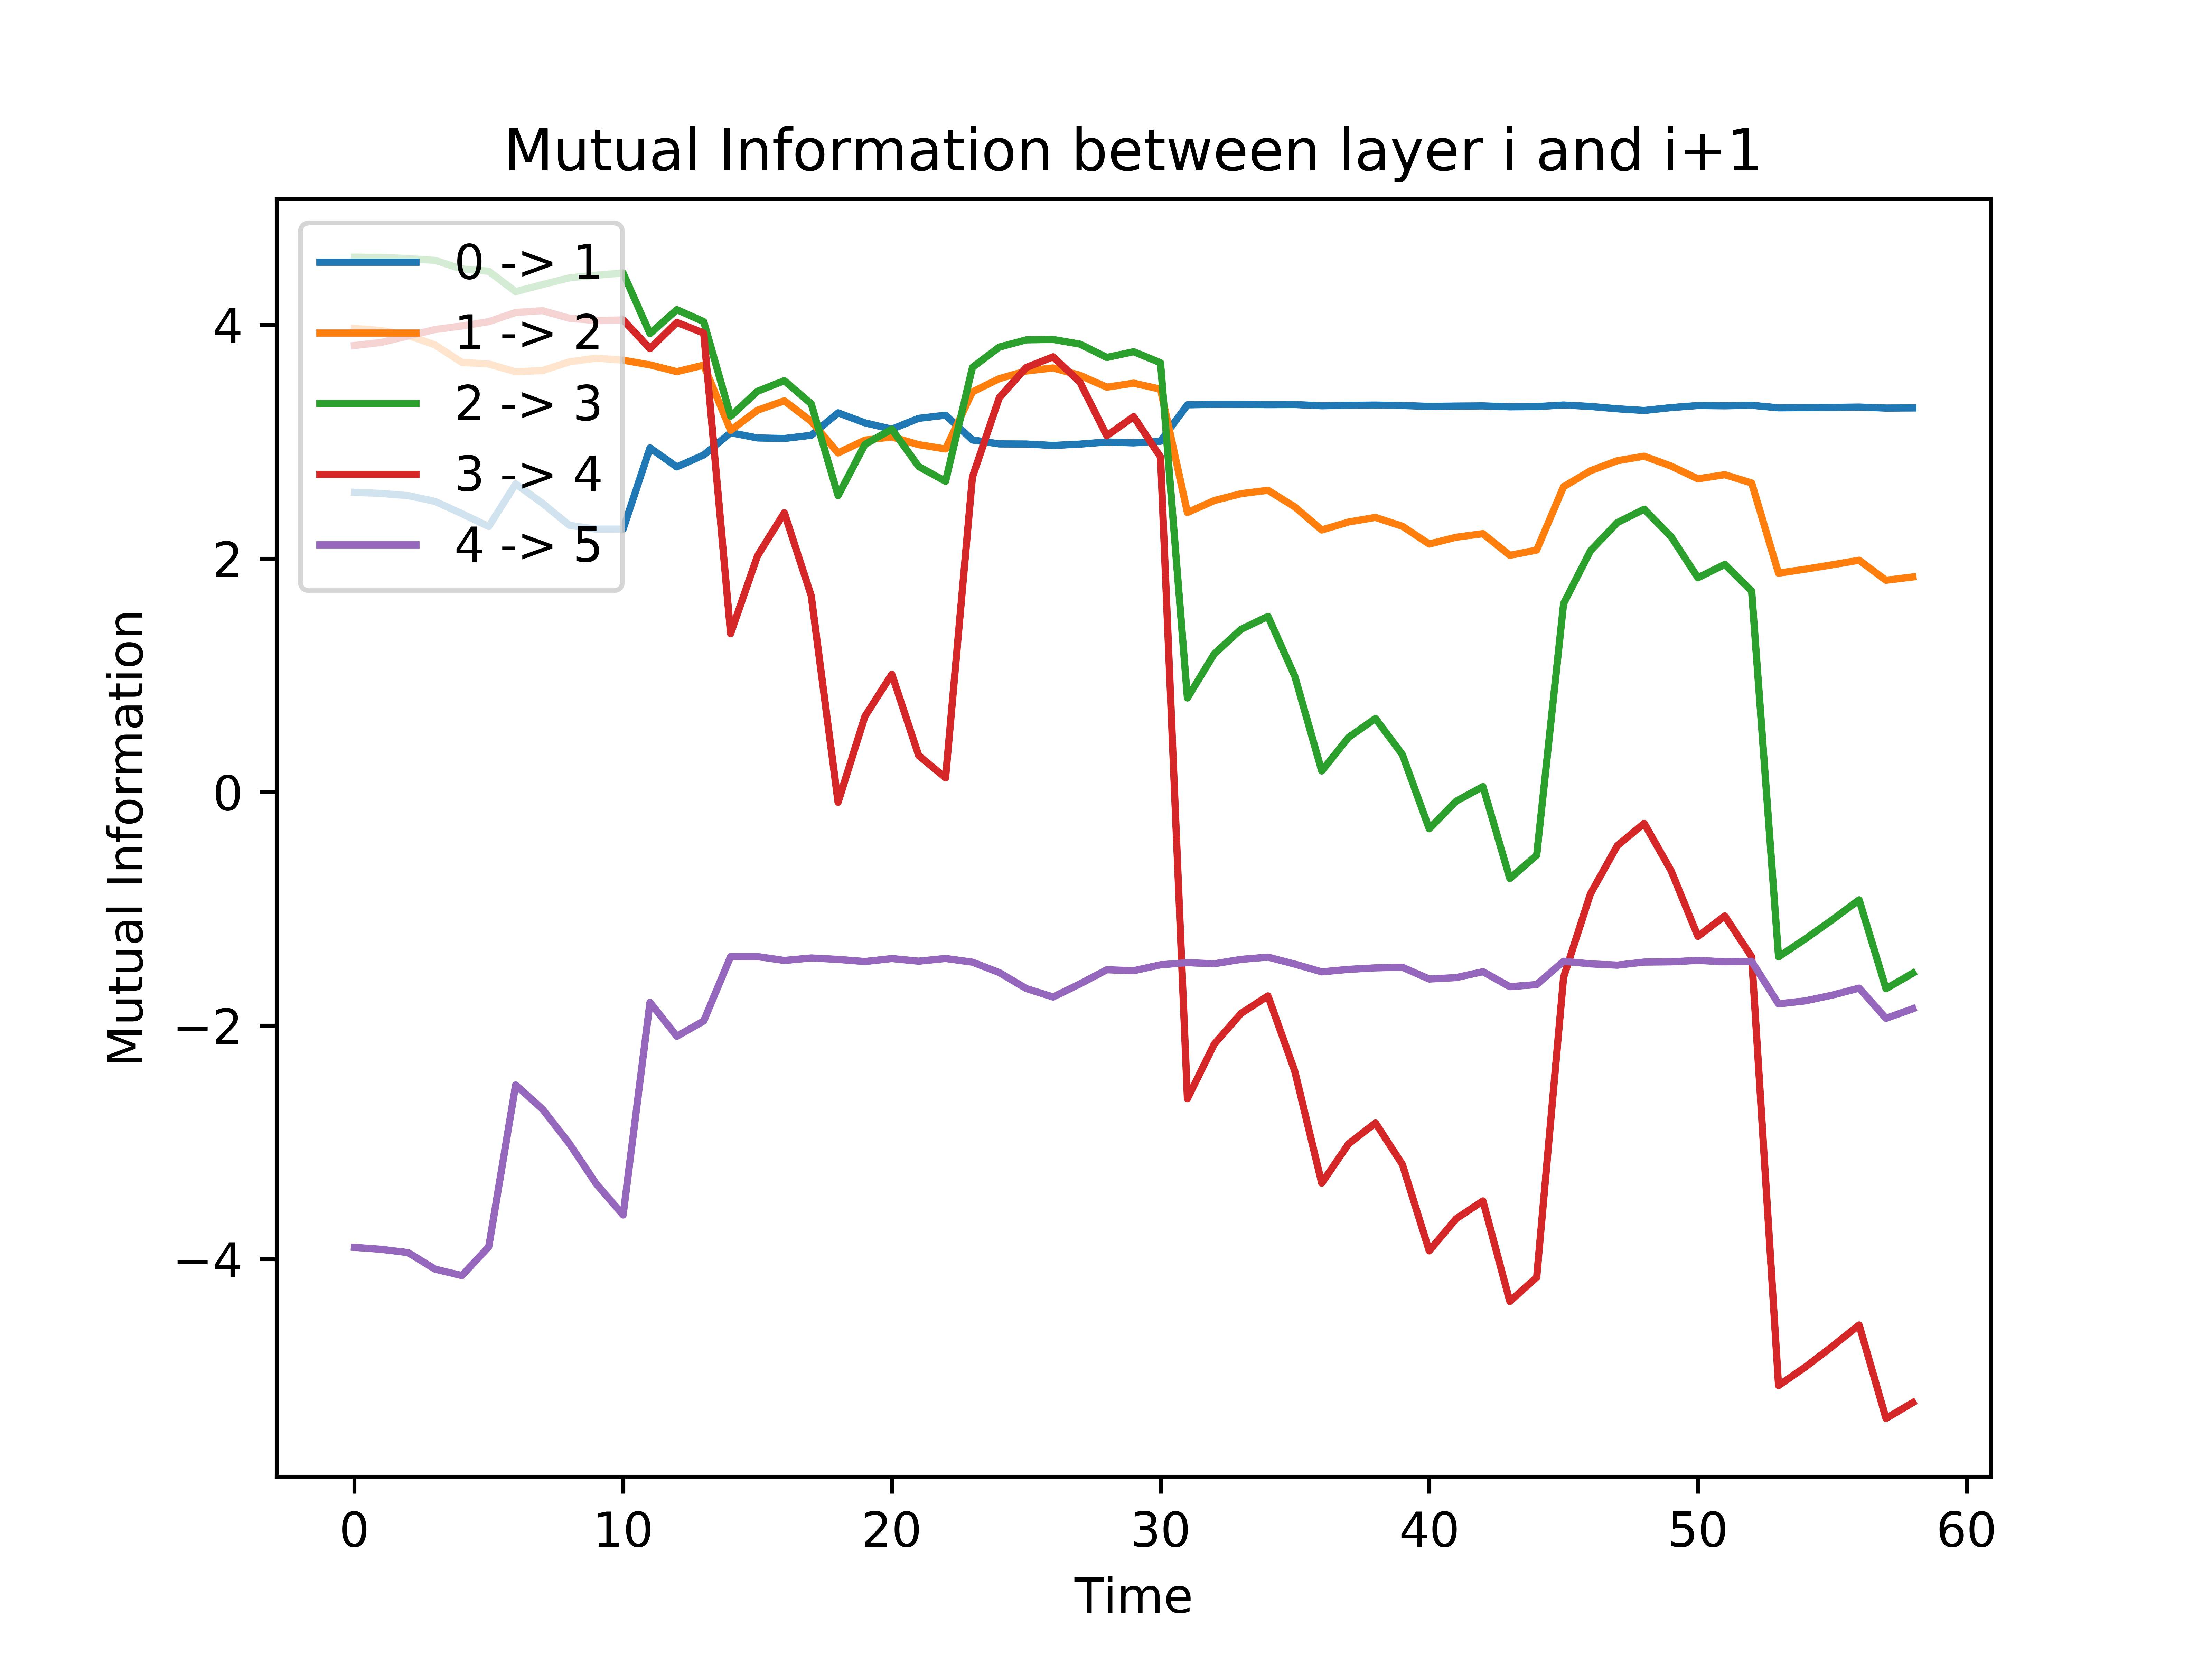 Mutual Information between layer i and i+1
0 -> 1
1 -> 2
2 -> 3
3 -> 4
4 -> 5
Mutual Information
4
2
0
−2
−4
0 10 20 30 40 50 60
Time